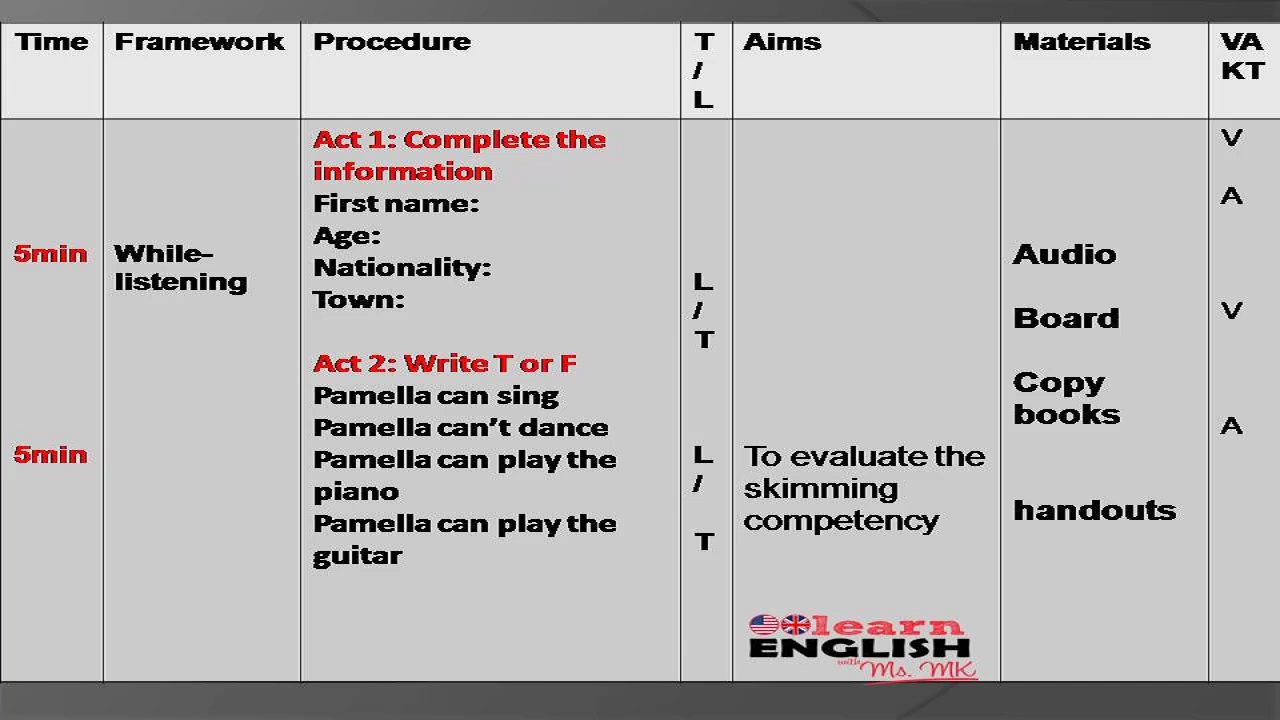 Time Framework Procedure T / L Aims Materials VA KT
Act 1: Complete the
information
First name:
Age:
Nationality:
Town:
5min
While-
listening
L
/
T
Audio
Board
Copy
books
V
A
V
A
Act 2: Write T or F
Pamella can sing
Pamella can’t dance
Pamella can play the
piano
Pamella can play the
guitar
5min
L
/
T
To evaluate the
skimming
competency
handouts
learn
ENGLISH
with Ms. MK